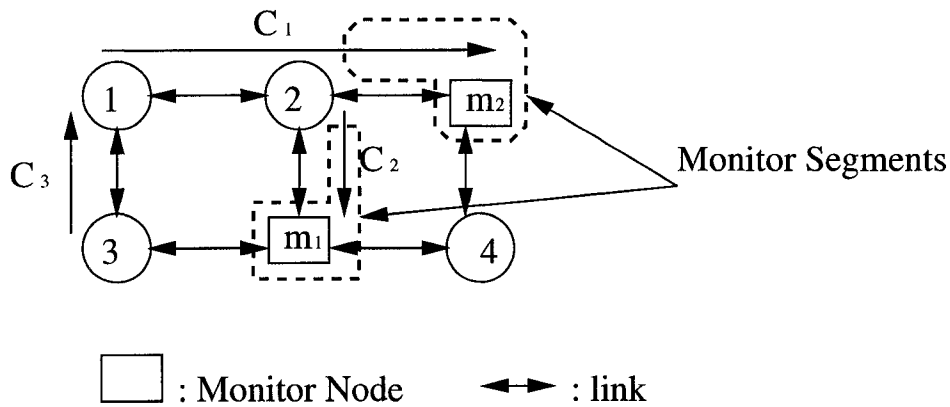 C1
1
2
m2
C3
C2
Monitor Segments
3
m1
4
: Monitor Node
: link